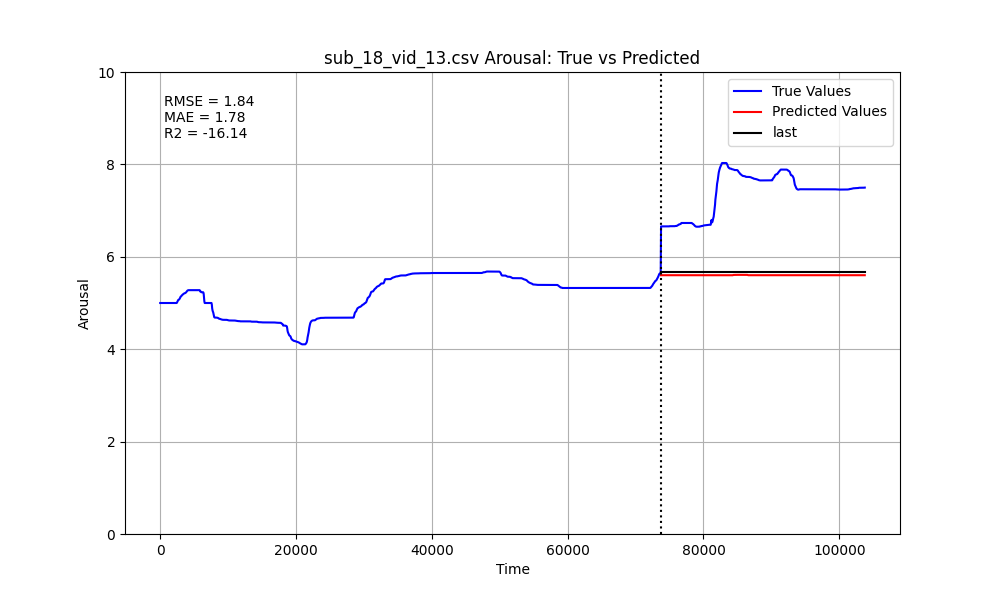 sub_18_vid_13.csv Arousal: True vs Predicted
RMSE = 1.84
MAE = 1.78
R2 = -16.14
True Values
Predicted Values
last
10
8
6
4
2
0
Arousal
0
20000
40000
60000
80000
100000
Time